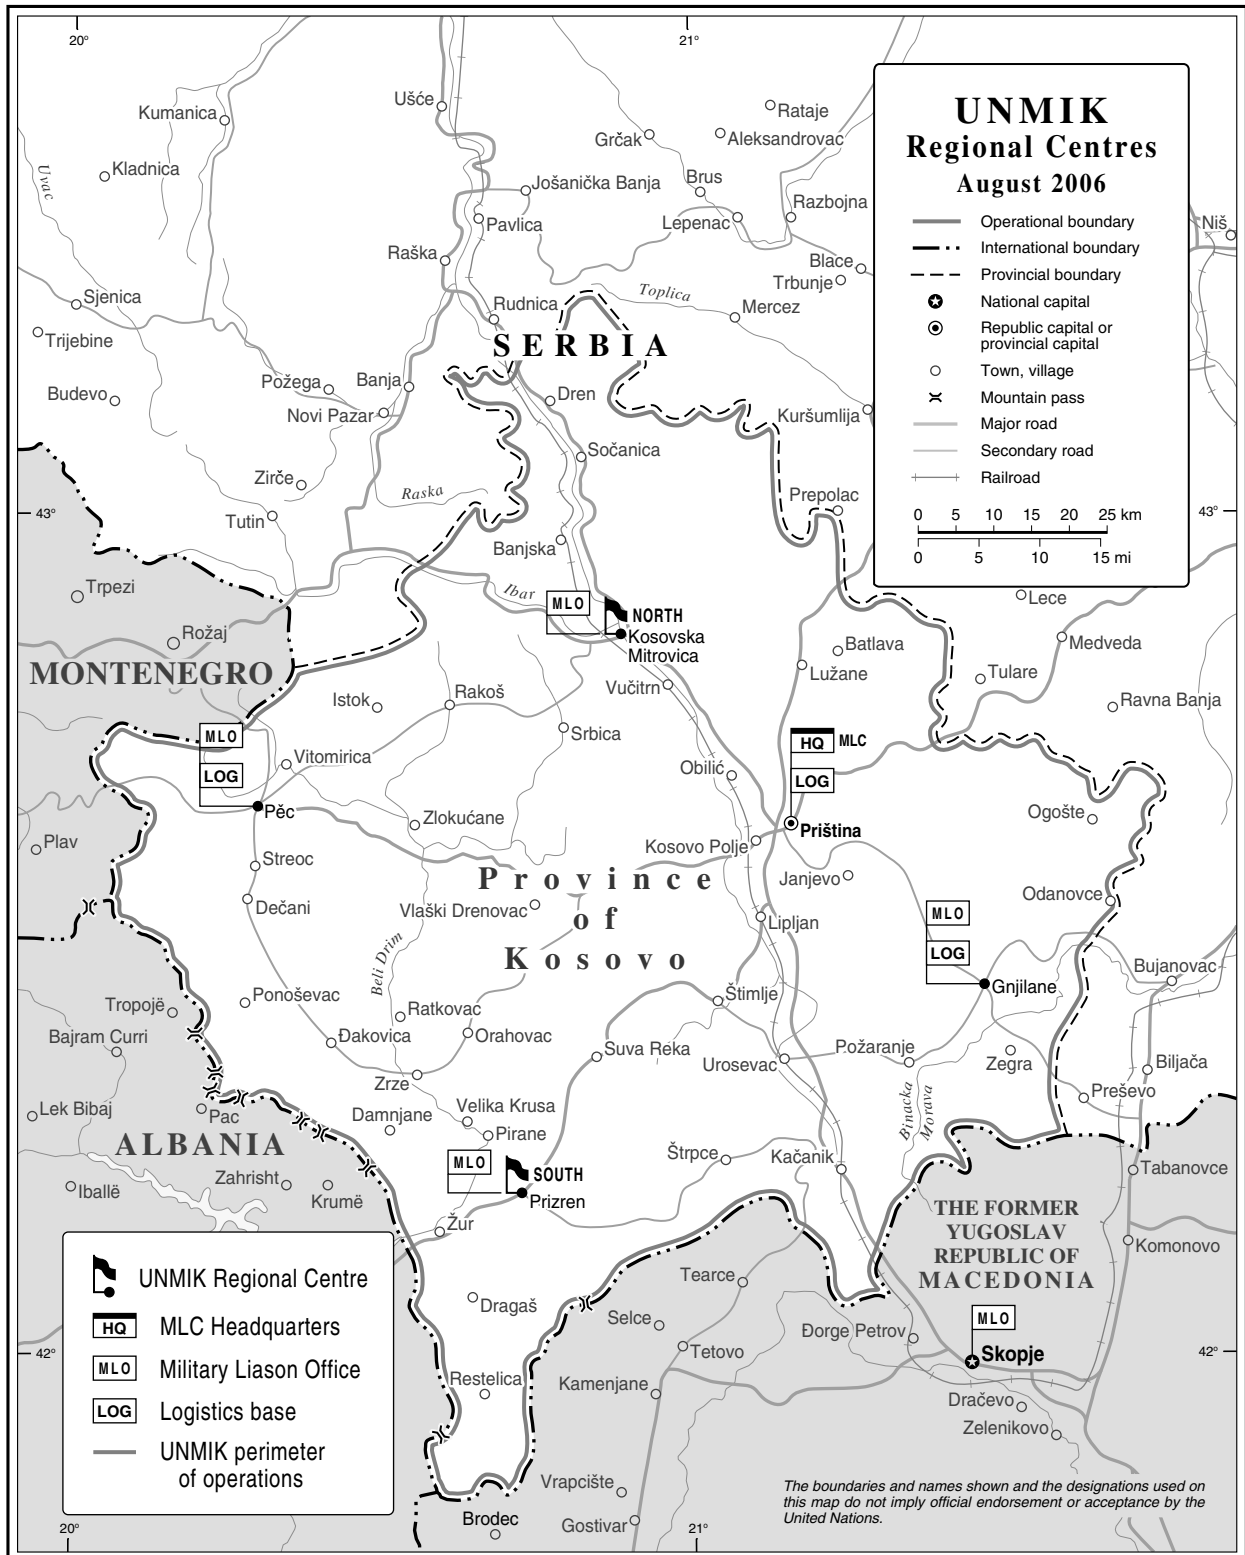 20°
21°
UNMIK
Regional Centres
August 2006
Operational boundary
International boundary
Provincial boundary
National capital
Republic capital or
provincial capital
Town, village
Mountain pass
Major road
Secondary road
Railroad
0 5 10 15 20 25 km
0 5 10 15 mi
Ušće
Kumanica
Rataje
Grčak
Aleksandrovac
Kladnica
Uvac
Jošanička Banja
Brus
Razbojna
Pavlica
Lepenac
Niš
Raška
Blace
Trbunje
Sjenica
Toplica
Rudnica
Mercez
Trijebine
SERBIA
Požega
Banja
Budevo
Dren
Novi Pazar
Kuršumlija
Sočanica
Zirče
Raska
Prepolac
43°
Tutin
43°
Banjska
Trpezi
Ibar
MLO
NORTH
Lece
Rožaj
Kosovska
Mitrovica
Batlava
Medveda
MONTENEGRO
Lužane
Tulare
Vučitrn
Istok
Rakoš
Ravna Banja
MLO
Srbica
HQ MLC
Vitomirica
Obilić
LOG
LOG
Pěc
Zlokućane
Ogošte
Priština
Plav
Kosovo Polje
Streoc
Province
of
Kosovo
Janjevo
Dečani
Vlaški Drenovac
Odanovce
MLO
Lipljan
Beli Drim
LOG
Bujanovac
Gnjilane
Ponoševac
Štimlje
Tropojë
Ratkovac
Bajram Curri
Đakovica
Orahovac
Suva Reka
Požaranje
Urosevac
Zegra
Biljača
Zrze
Binacka
Morava
Preševo
Lek Bibaj
Pac
Damnjane
Velika Krusa
Pirane
ALBANIA
Štrpce
Kačanik
MLO
SOUTH
Tabanovce
Iballë
Zahrisht
Krumë
Prizren
THE FORMER
YUGOSLAV
REPUBLIC OF
MACEDONIA
Žur
Komonovo
UNMIK Regional Centre
MLC Headquarters
HQ
Military Liason Office
MLO
Logistics base
LOG
UNMIK perimeter
of operations
Tearce
Dragaš
Selce
Đorge Petrov
MLO
Skopje
42°
42°
Tetovo
Restelica
Kamenjane
Dračevo
Zelenikovo
Vrapcište
Brodec
Gostivar
The boundaries and names shown and the designations used on
this map do not imply official endorsement or acceptance by the
United Nations.
20°
21°